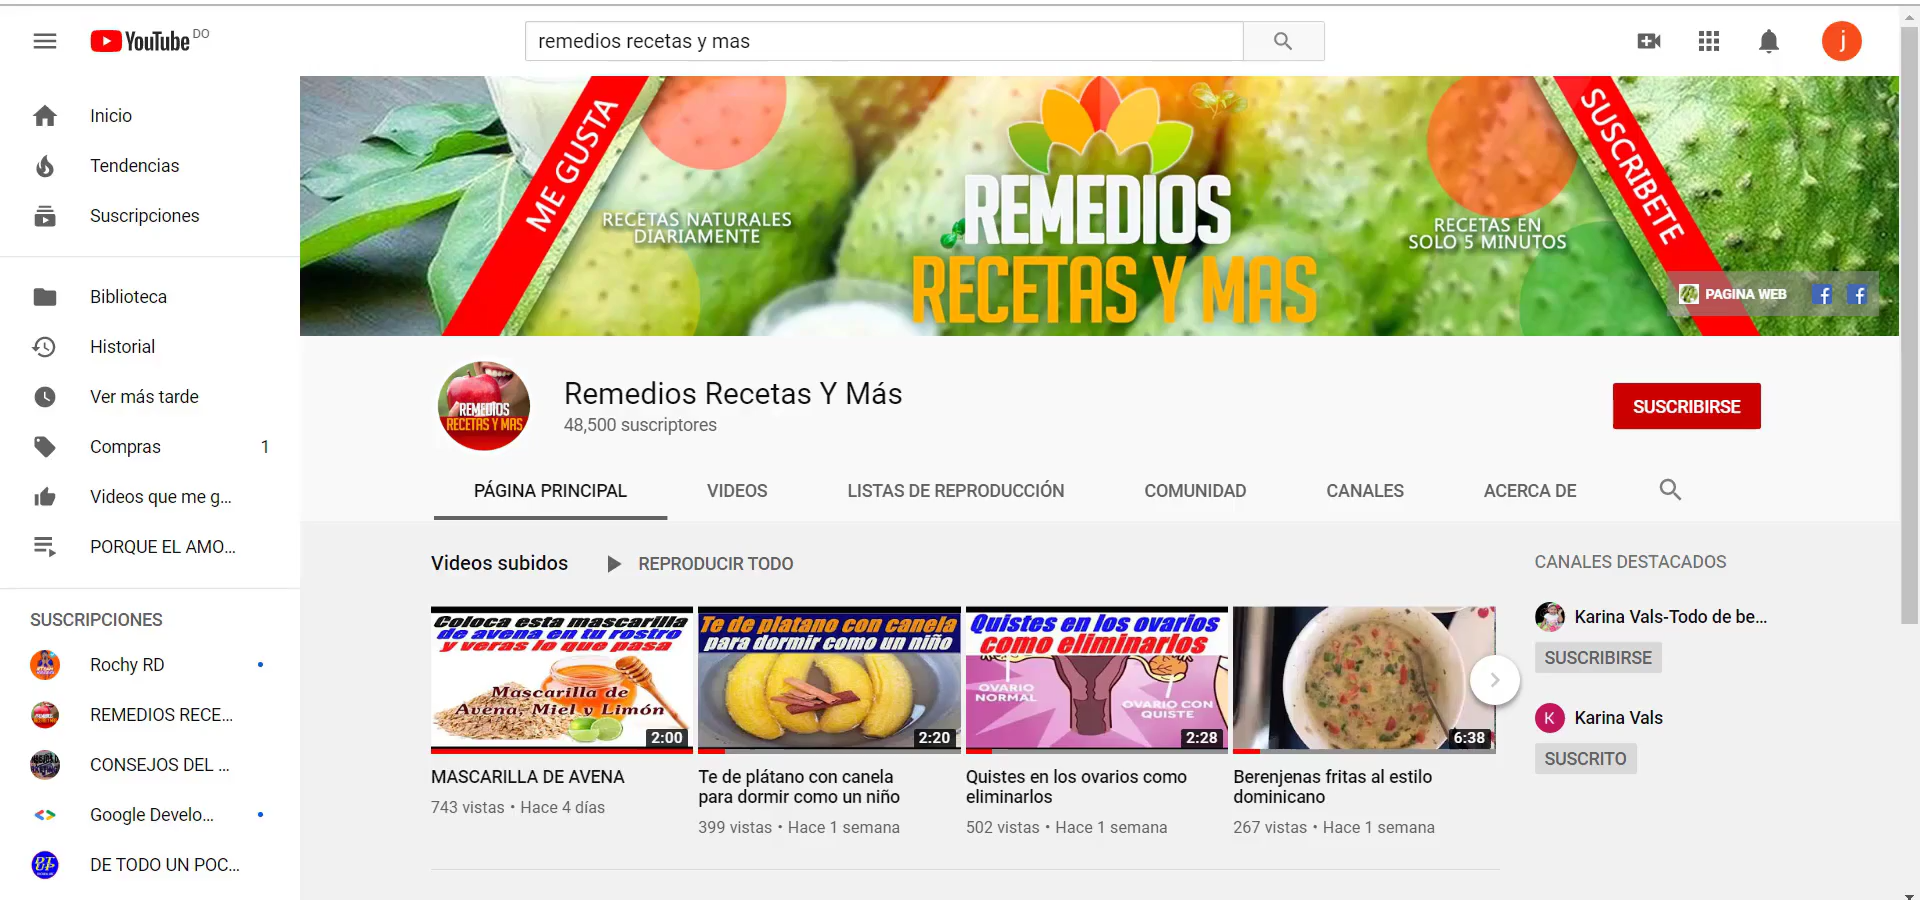 YouTube DO
remedios recetas y mas
j
Inicio
Tendencias
Suscripciones
Biblioteca
Historial
Ver más tarde
Compras 1
Videos que me g...
PORQUE EL AMO...
SUSCRIPCIONES
Rochy RD
REMEDIOS RECE...
CONSEJOS DEL ...
Google Develo...
DE TODO UN POC...
ME GUSTA
RECETAS NATURALES
DIARIAMENTE
REMEDIOS
RECETAS Y MAS
RECETAS EN
SOLO 5 MINUTOS
SUSCRIBETE
PAGINA WEB
REMEDIOS
RECETAS Y MAS
Remedios Recetas Y Más
48,500 suscriptores
SUSCRIBIRSE
PÁGINA PRINCIPAL VIDEOS LISTAS DE REPRODUCCIÓN COMUNIDAD CANALES ACERCA DE
Videos subidos REPRODUCIR TODO
Coloca esta mascarilla
de avena en tu rostro
y veras lo que pasa
Mascarilla de
Avena, Miel y Limón
2:00
MASCARILLA DE AVENA
743 vistas • Hace 4 días
Te de platano con canela
para dormir como un niño
2:20
Te de plátano con canela
para dormir como un niño
399 vistas • Hace 1 semana
Quistes en los ovarios
como eliminarlos
OVARIO
NORMAL
OVARIO CON
QUISTE
2:28
Quistes en los ovarios como
eliminarlos
502 vistas • Hace 1 semana
6:38
Berenjenas fritas al estilo
dominicano
267 vistas • Hace 1 semana
CANALES DESTACADOS
Karina Vals-Todo de be...
SUSCRIBIRSE
K Karina Vals
SUSCRITO